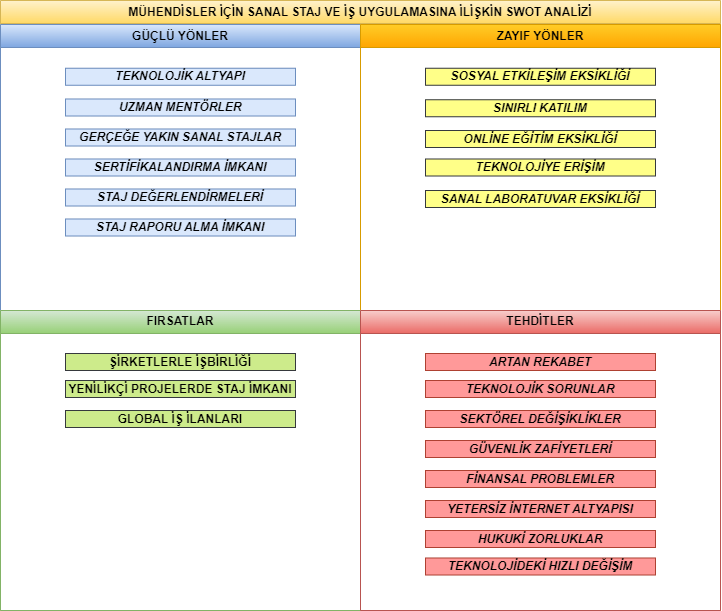 MÜHENDİSLER İÇİN SANAL STAJ VE İŞ UYGULAMASINA İLİŞKİN SWOT ANALİZİ
GÜÇLÜ YÖNLER
TEKNOLOJİK ALTYAPI
UZMAN MENTÖRLER
GERÇEĞE YAKIN SANAL STAJLAR
SERTİFİKALANDIRMA İMKANI
STAJ DEĞERLENDİRMELERİ
STAJ RAPORU ALMA İMKANI
ZAYIF YÖNLER
SOSYAL ETKİLEŞİM EKSİKLİĞİ
SINIRLI KATILIM
ONLİNE EĞİTİM EKSİKLİĞİ
TEKNOLOJİYE ERİŞİM
SANAL LABORATUVAR EKSİKLİĞİ
FIRSATLAR
ŞİRKETLERLE İŞBİRLİĞİ
YENİLİKÇİ PROJELERDE STAJ İMKANI
GLOBAL İŞ İLANLARI
TEHDİTLER
ARTAN REKABET
TEKNOLOJİK SORUNLAR
SEKTÖREL DEĞİŞİKLİKLER
GÜVENLİK ZAFİYETLERİ
FİNANSAL PROBLEMLER
YETERSİZ İNTERNET ALTYAPISI
HUKUKİ ZORLUKLAR
TEKNOLOJİDEKİ HIZLI DEĞİŞİM